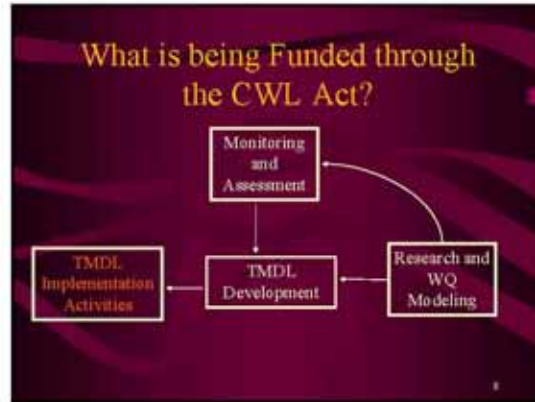 What is being Funded through
the CWL Act?
Monitoring
and
Assessment
TMDL
Implementation
Activities
TMDL
Development
Research and
WQ
Modeling
8